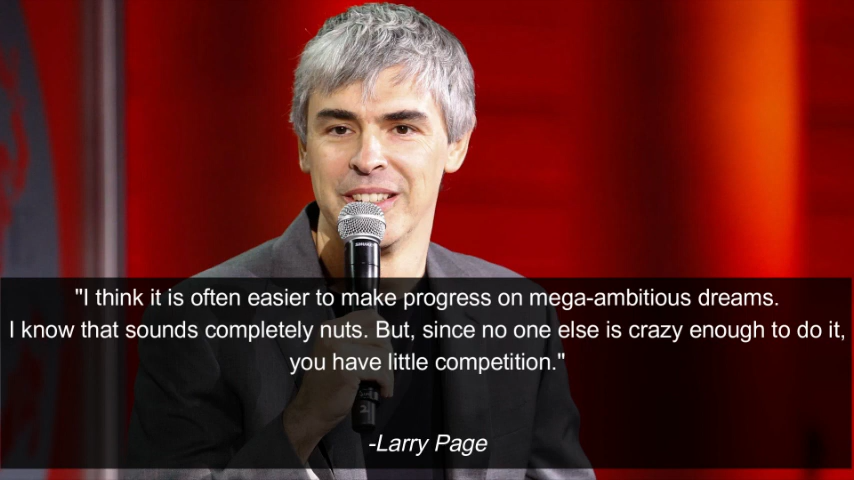 "I think it is often easier to make progress on mega-ambitious dreams.
I know that sounds completely nuts. But, since no one else is crazy enough to do it,
you have little competition."
-Larry Page